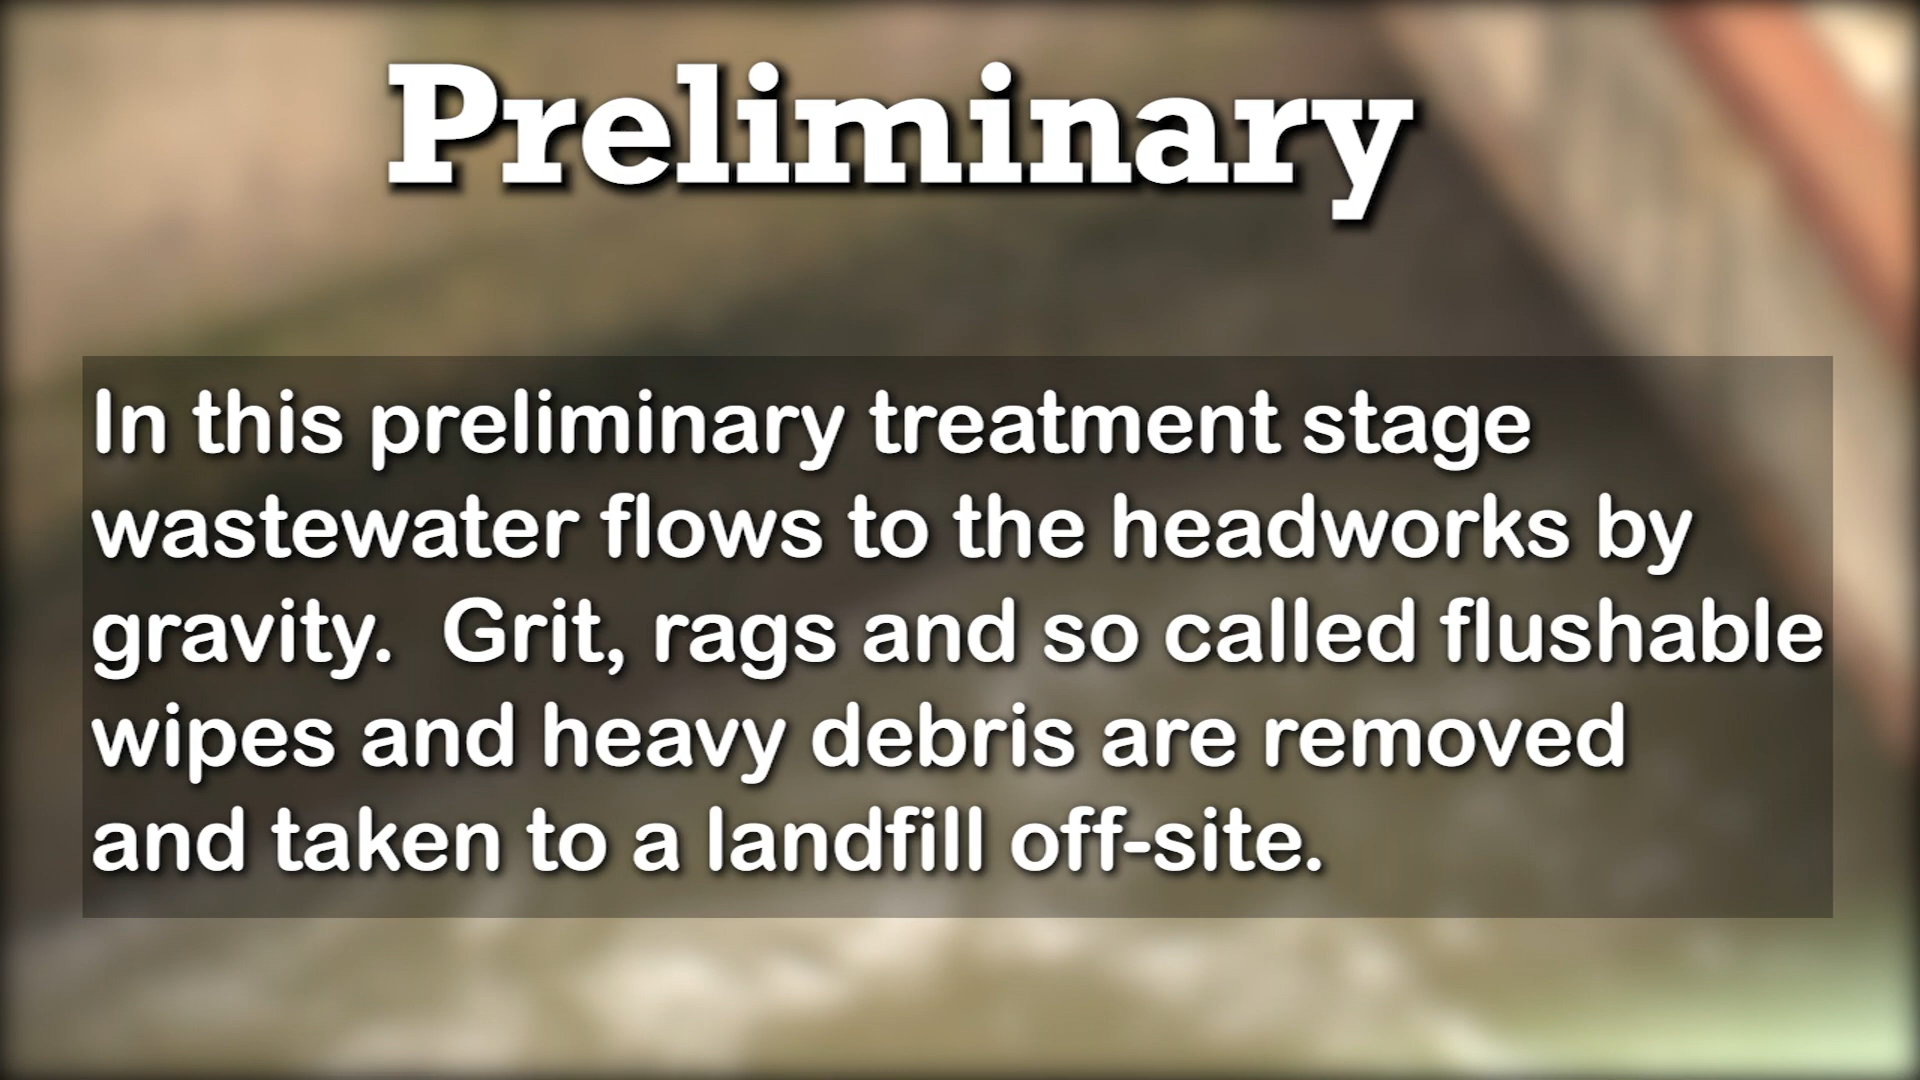 Preliminary
In this preliminary treatment stage
wastewater flows to the headworks by
gravity.  Grit, rags and so called flushable
wipes and heavy debris are removed
and taken to a landfill off-site.